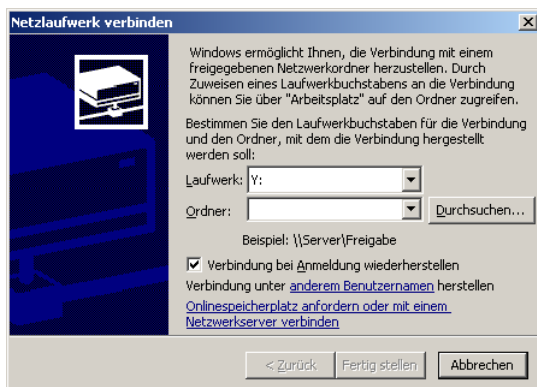 Netzlaufwerk verbinden
Windows ermöglicht Ihnen, die Verbindung mit einem
freigegebenen Netzwerkordner herzustellen. Durch
Zuweisen eines Laufwerkbuchstabens an die Verbindung
können Sie über "Arbeitsplatz" auf den Ordner zugreifen.
Bestimmen Sie den Laufwerkbuchstaben für die Verbindung
und den Ordner, mit dem die Verbindung hergestellt
werden soll:
Laufwerk: Y:
Ordner: Durchsuchen...
Beispiel: \\Server\Freigabe
Verbindung bei Anmeldung wiederherstellen
Verbindung unter anderem Benutzernamen herstellen
Onlinespeicherplatz anfordern oder mit einem
Netzwerkserver verbinden
< Zurück Fertig stellen Abbrechen